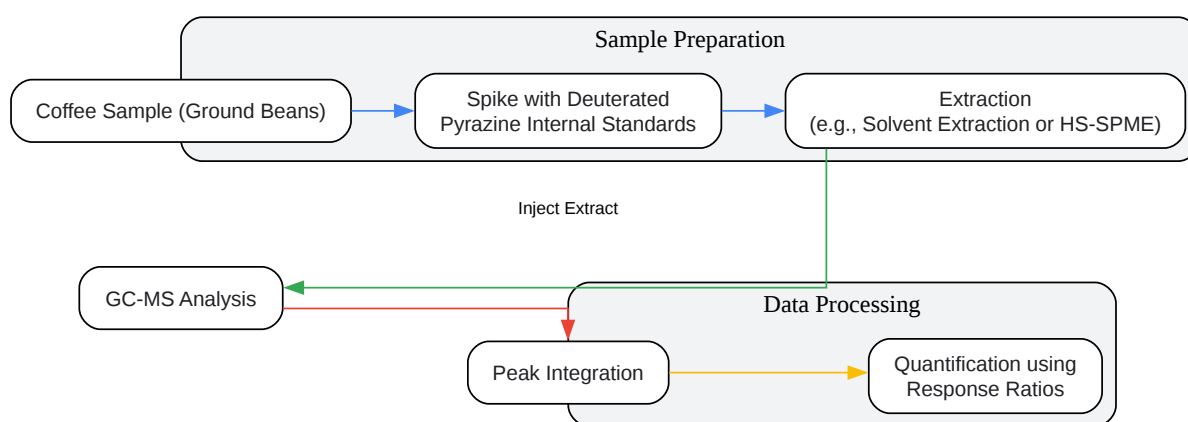 Sample Preparation
Coffee Sample (Ground Beans)
Spike with Deuterated
Pyrazine Internal Standards
Extraction
(e.g., Solvent Extraction or HS-SPME)
Inject Extract
GC-MS Analysis
Data Processing
Peak Integration
Quantification using
Response Ratios